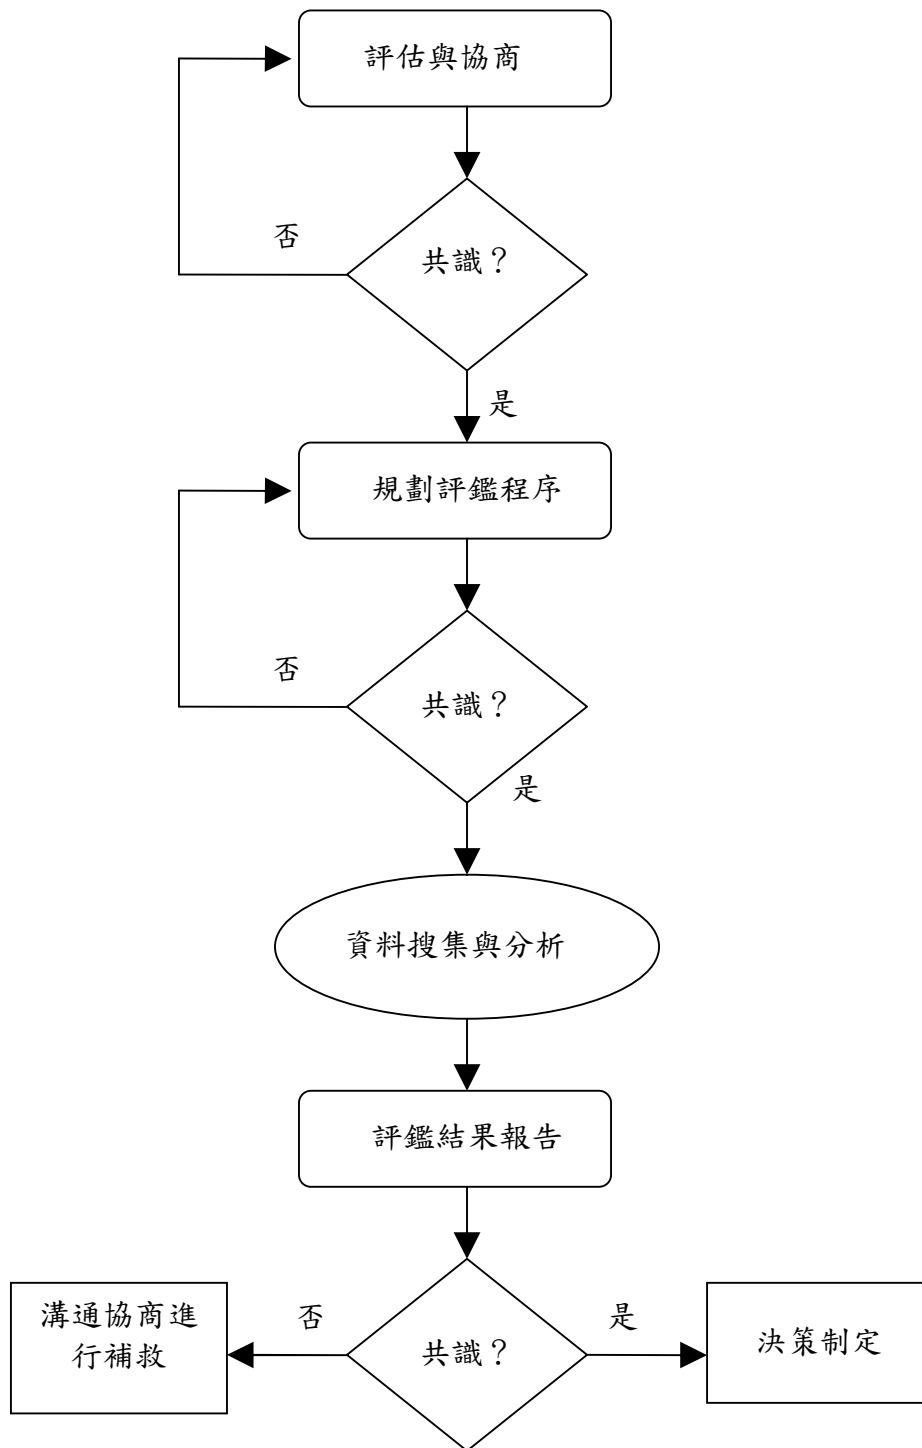 評估與協商
否
共識？
是
規劃評鑑程序
否
共識？
是
資料搜集與分析
評鑑結果報告
溝通協商進
行補救
否
共識？
是
決策制定